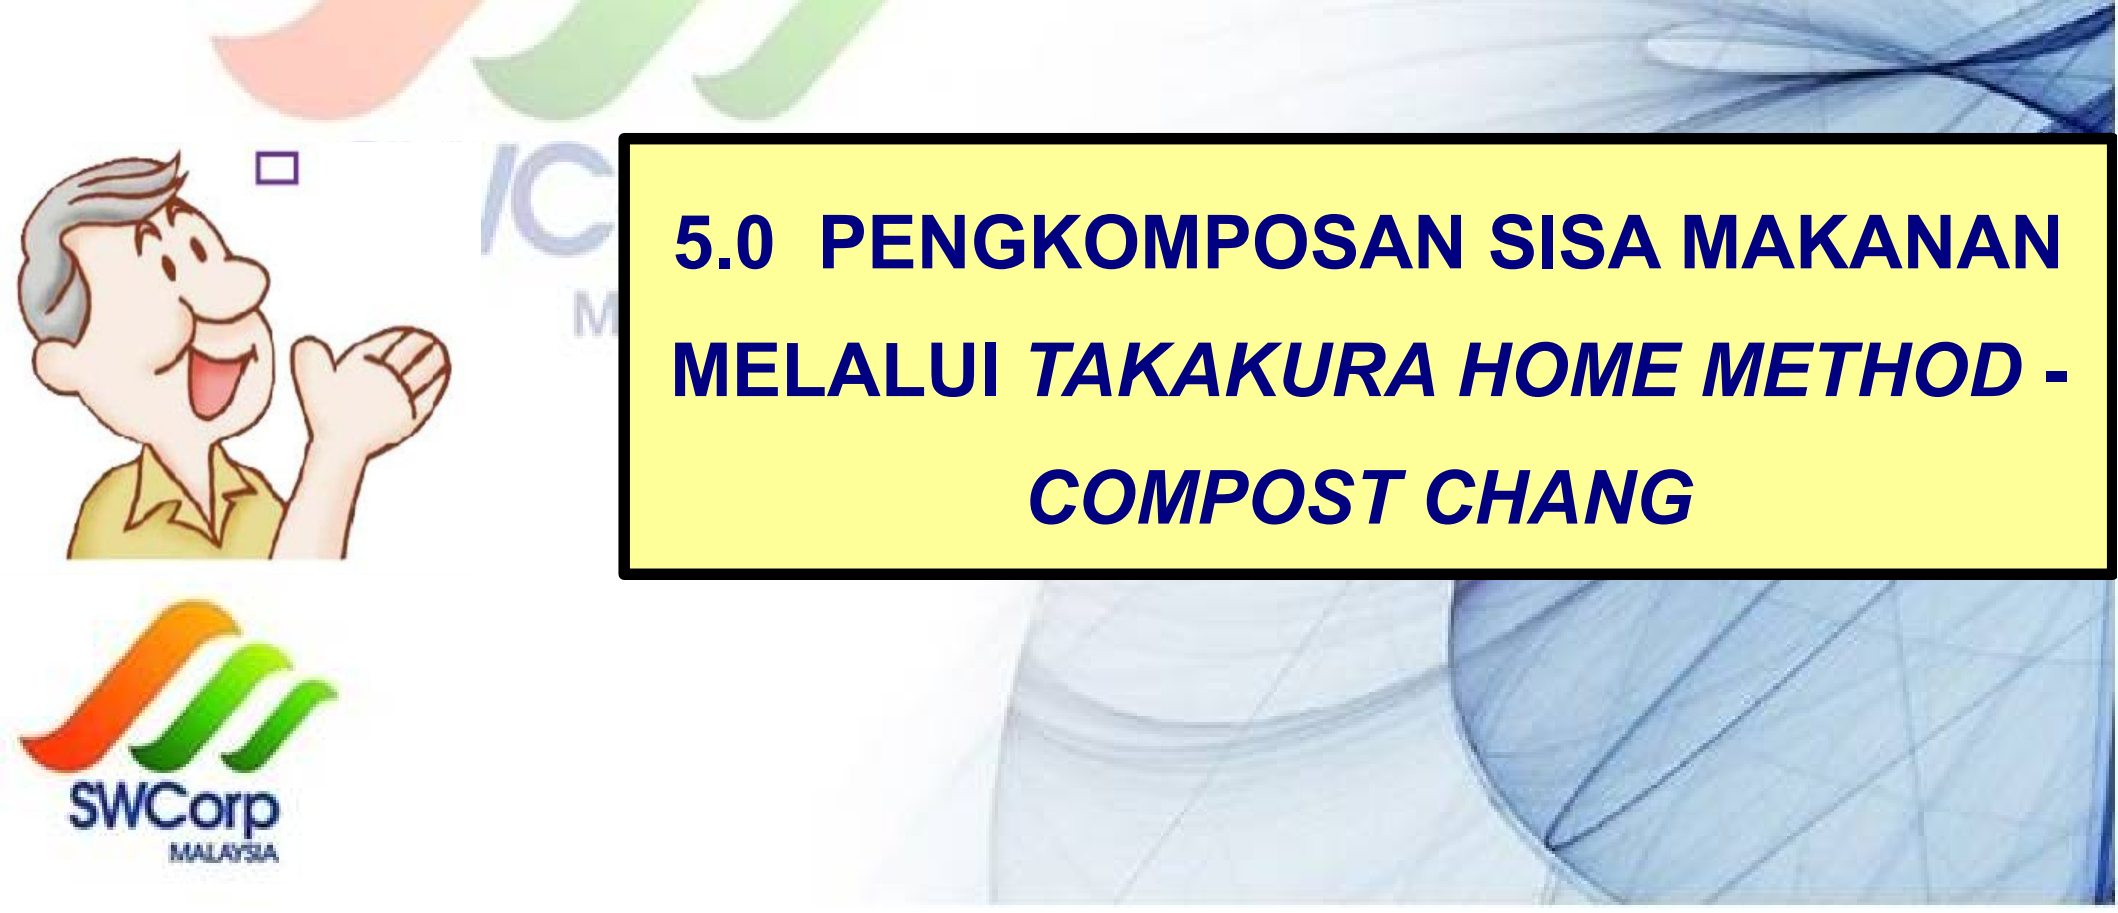 5.0 PENGKOMPOSAN SISA MAKANAN
MELALUI TAKAKURA HOME METHOD -
COMPOST CHANG
SWCorp
MALAYSIA